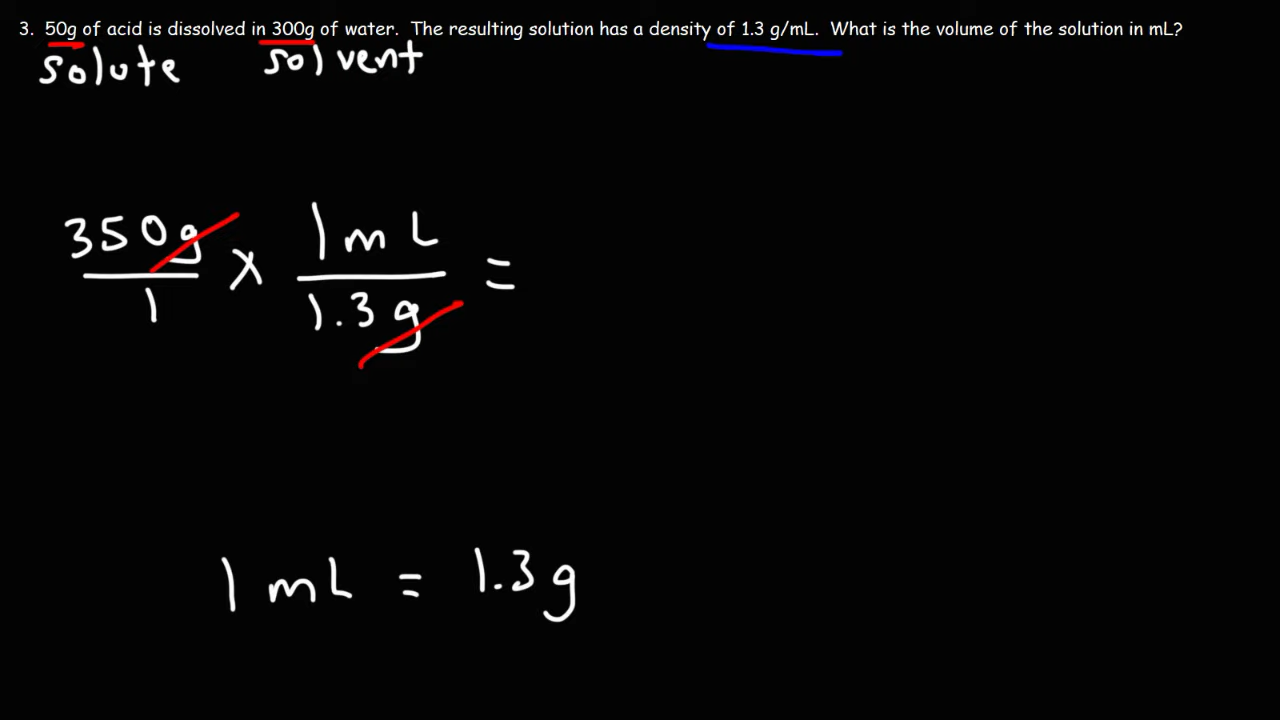 3. 50g of acid is dissolved in 300g of water. The resulting solution has a density of 1.3 g/mL. What is the volume of the solution in mL?
solute solvent
350g 1 mL
× =
1 1.3g
1 mL = 1.3g